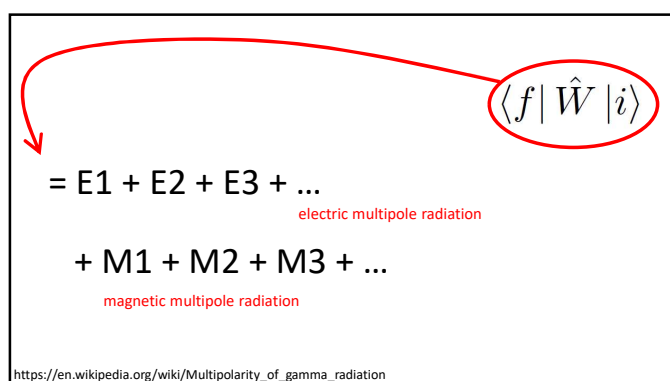 ⟨f| Ŵ |i⟩
= E1 + E2 + E3 + ...
electric multipole radiation
+ M1 + M2 + M3 + ...
magnetic multipole radiation
https://en.wikipedia.org/wiki/Multipolarity_of_gamma_radiation